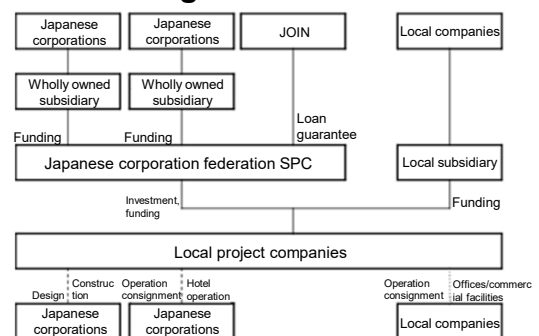 Japanese
corporations
Japanese
corporations
JOIN
Local companies
Wholly owned
subsidiary
Wholly owned
subsidiary
Funding
Funding
Loan
guarantee
Japanese corporation federation SPC
Local subsidiary
Investment,
funding
Funding
Local project companies
Design
Construc
tion
Operation
consignment
Hotel
operation
Operation
consignment
Offices/commerc
ial facilities
Japanese
corporations
Japanese
corporations
Local companies